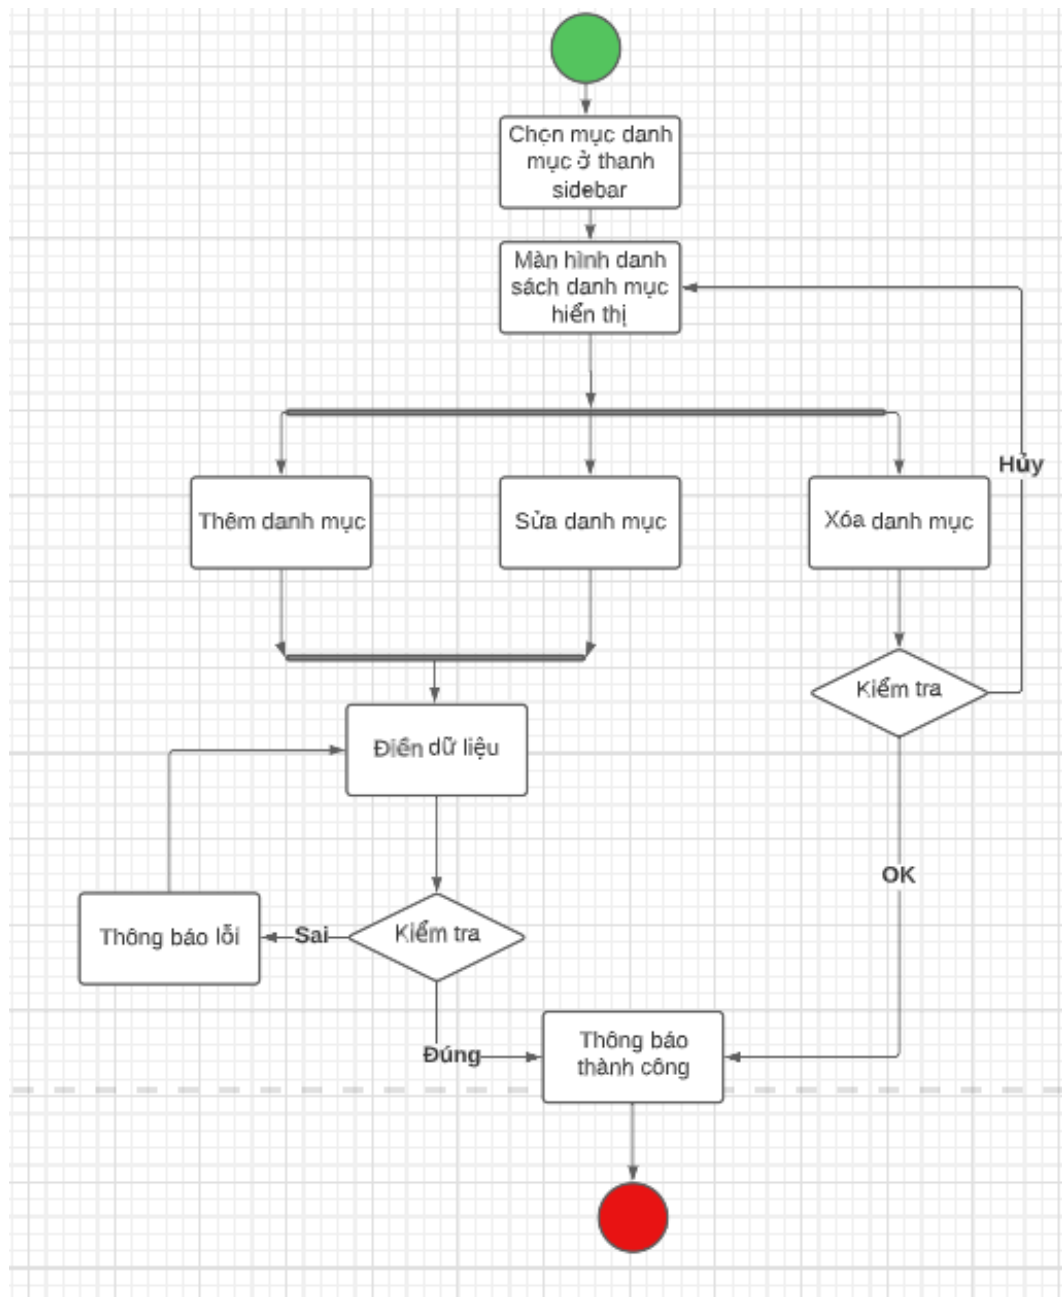 Chọn mục danh
mục ở thanh
sidebar
Màn hình danh
sách danh mục
hiển thị
Hủy
Thêm danh mục
Sửa danh mục
Xóa danh mục
Kiểm tra
Điền dữ liệu
OK
Thông báo lỗi
Sai
Kiểm tra
Đúng
Thông báo
thành công